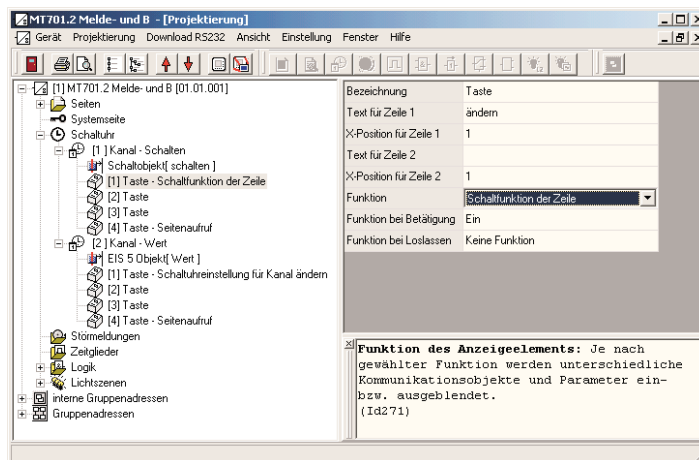 MT701.2 Melde- und B - [Projektierung]
Gerät Projektierung Download RS232 Ansicht Einstellung Fenster Hilfe
[1] MT701.2 Melde- und B [01.01.001]
Seiten
Systemseite
Schaltuhr
[1 ] Kanal - Schalten
Schaltobjekt[ schalten ]
[1] Taste - Schaltfunktion der Zeile
[2] Taste
[3] Taste
[4] Taste - Seitenaufruf
[2 ] Kanal - Wert
EIS 5 Objekt[ Wert ]
[1] Taste - Schaltuhreinstellung für Kanal ändern
[2] Taste
[3] Taste
[4] Taste - Seitenaufruf
Störmeldungen
Zeitglieder
Logik
Lichtszenen
interne Gruppenadressen
Gruppenadressen
Bezeichnung Taste
Text für Zeile 1 ändern
X-Position für Zeile 1 1
Text für Zeile 2
X-Position für Zeile 2 1
Funktion Schaltfunktion der Zeile
Funktion bei Betätigung Ein
Funktion bei Loslassen Keine Funktion
Funktion des Anzeigeelements: Je nach
gewählter Funktion werden unterschiedliche
Kommunikationsobjekte und Parameter ein-
bzw. ausgeblendet.
(Id271)